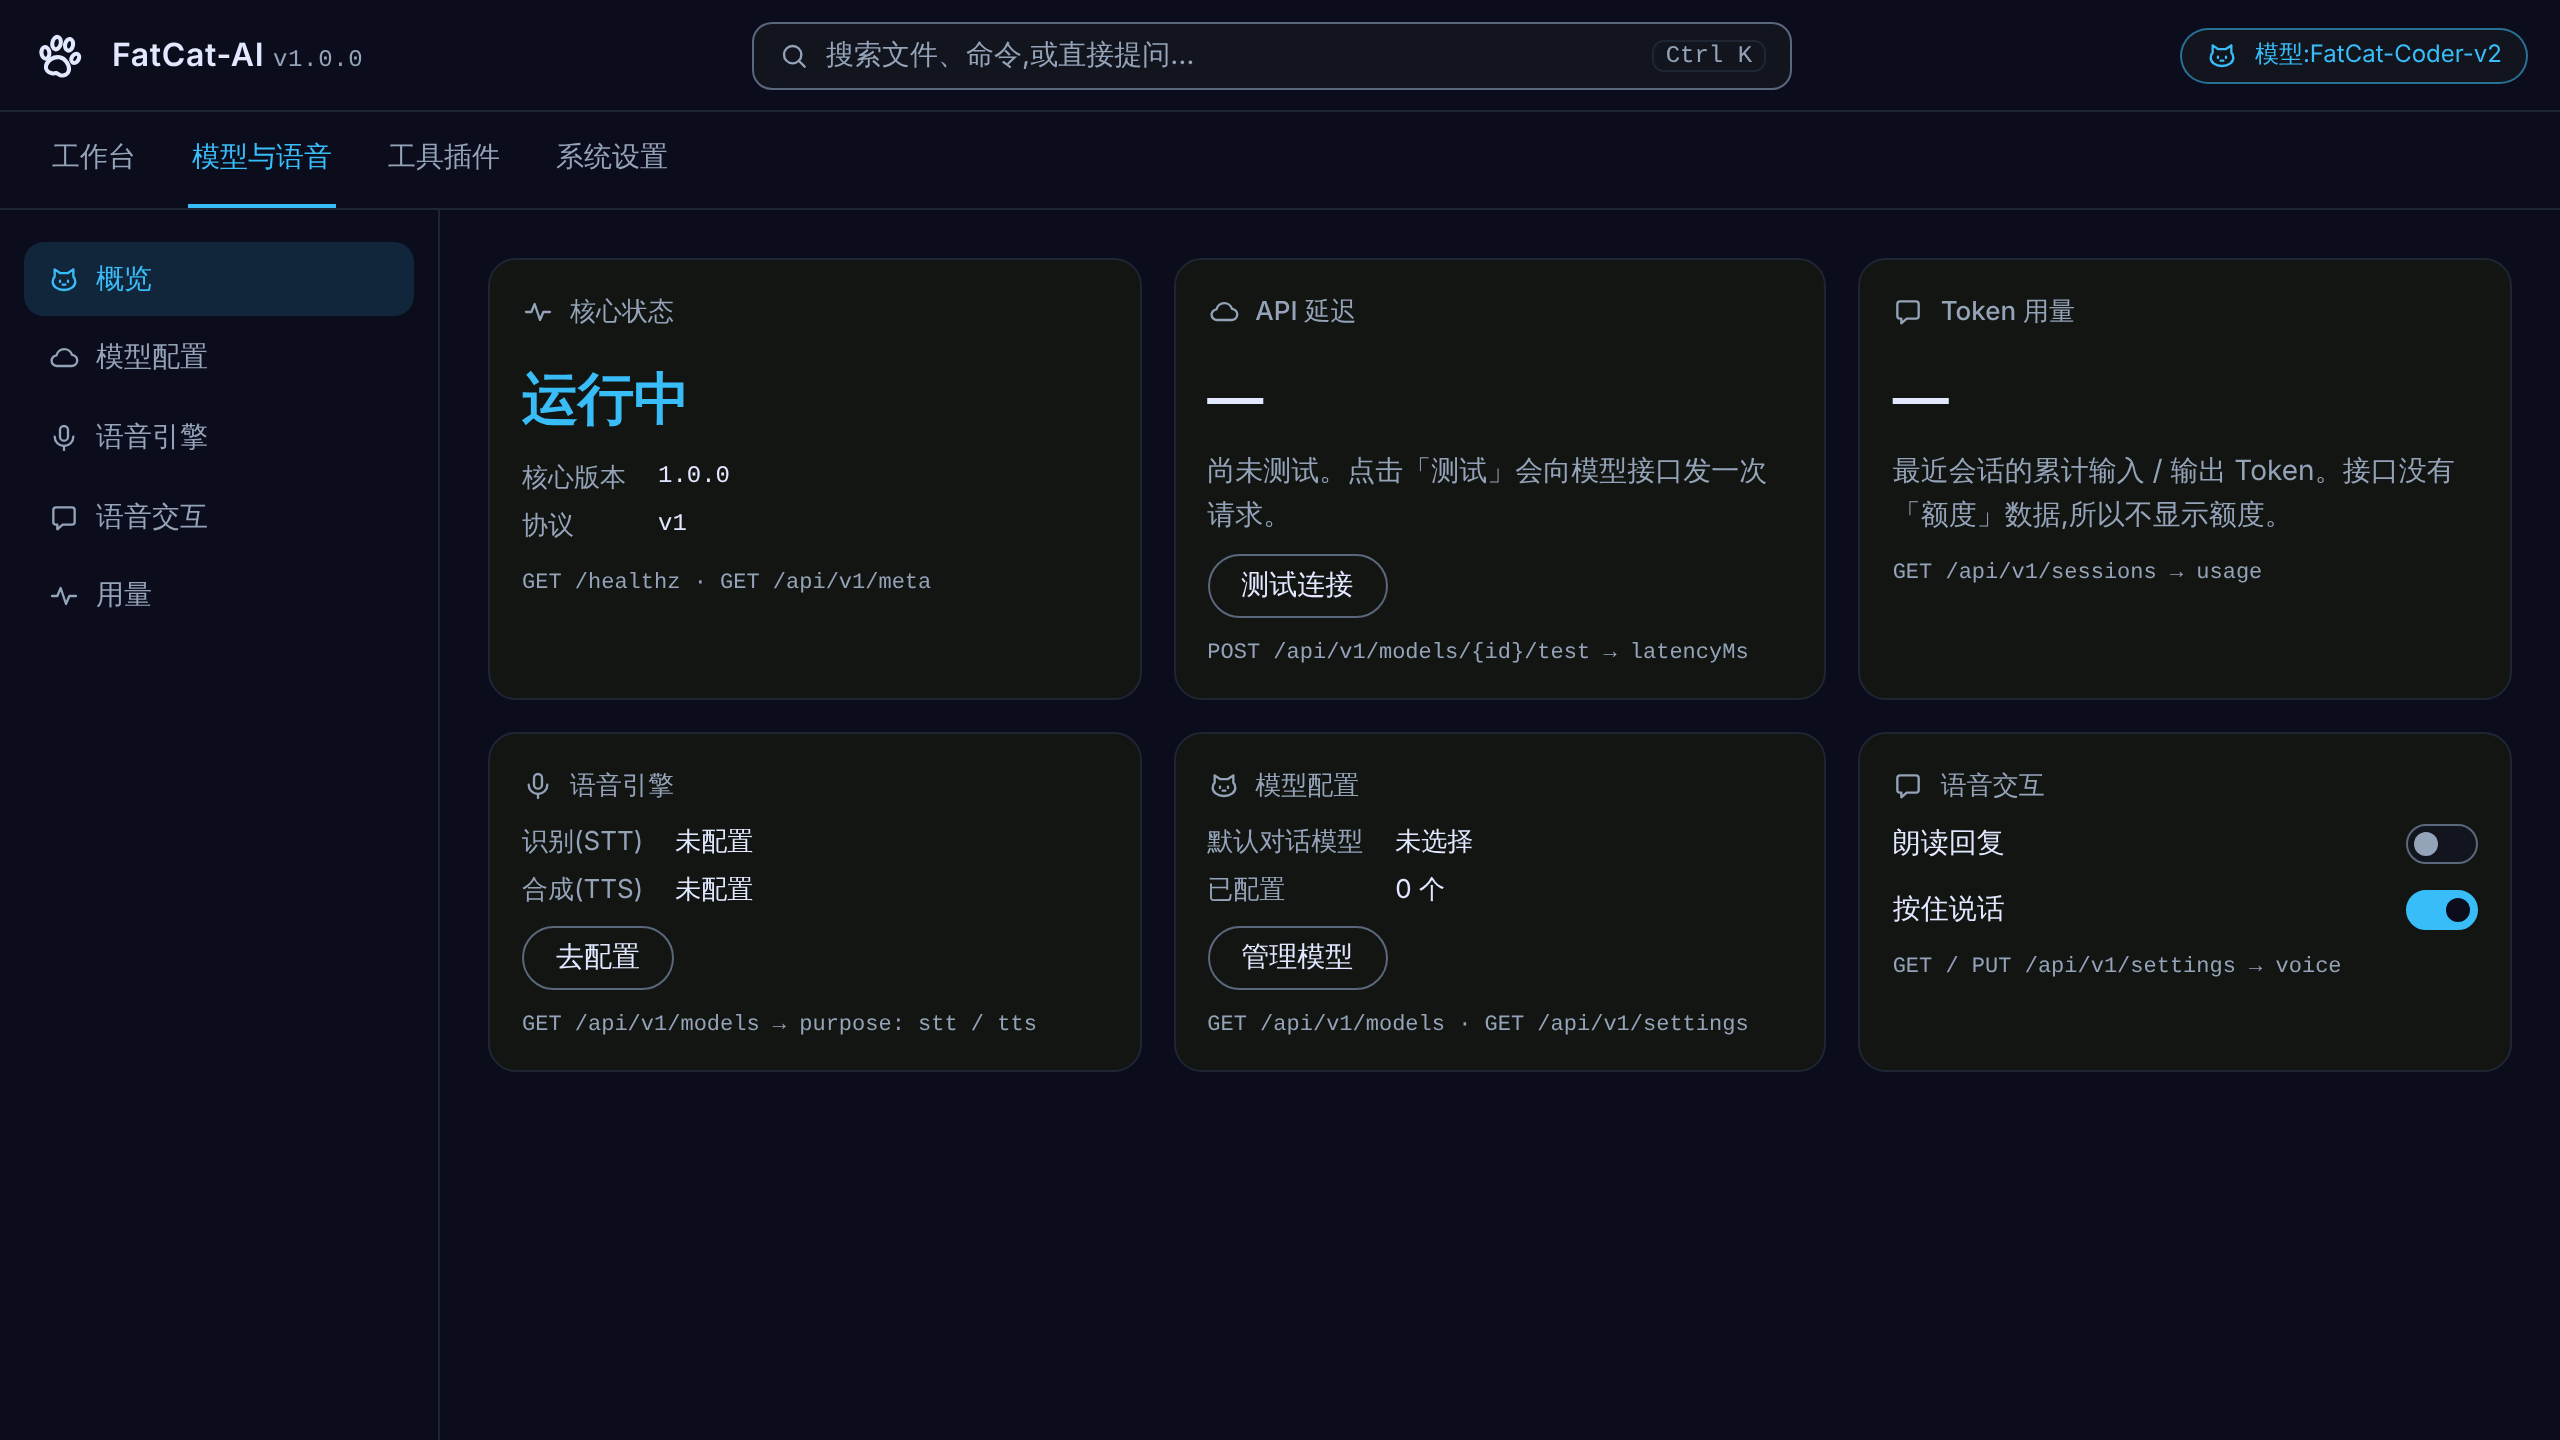 FatCat-AI v1.0.0
搜索文件、命令,或直接提问...
Ctrl K
模型:FatCat-Coder-v2
工作台
模型与语音
工具插件
系统设置
概览
模型配置
语音引擎
语音交互
用量
核心状态
运行中
核心版本 1.0.0
协议 v1
GET /healthz · GET /api/v1/meta
API 延迟
—
尚未测试。点击「测试」会向模型接口发一次
请求。
测试连接
POST /api/v1/models/{id}/test → latencyMs
Token 用量
—
最近会话的累计输入 / 输出 Token。接口没有
「额度」数据,所以不显示额度。
GET /api/v1/sessions → usage
语音引擎
识别(STT) 未配置
合成(TTS) 未配置
去配置
GET /api/v1/models → purpose: stt / tts
模型配置
默认对话模型 未选择
已配置 0 个
管理模型
GET /api/v1/models · GET /api/v1/settings
语音交互
朗读回复
按住说话
GET / PUT /api/v1/settings → voice